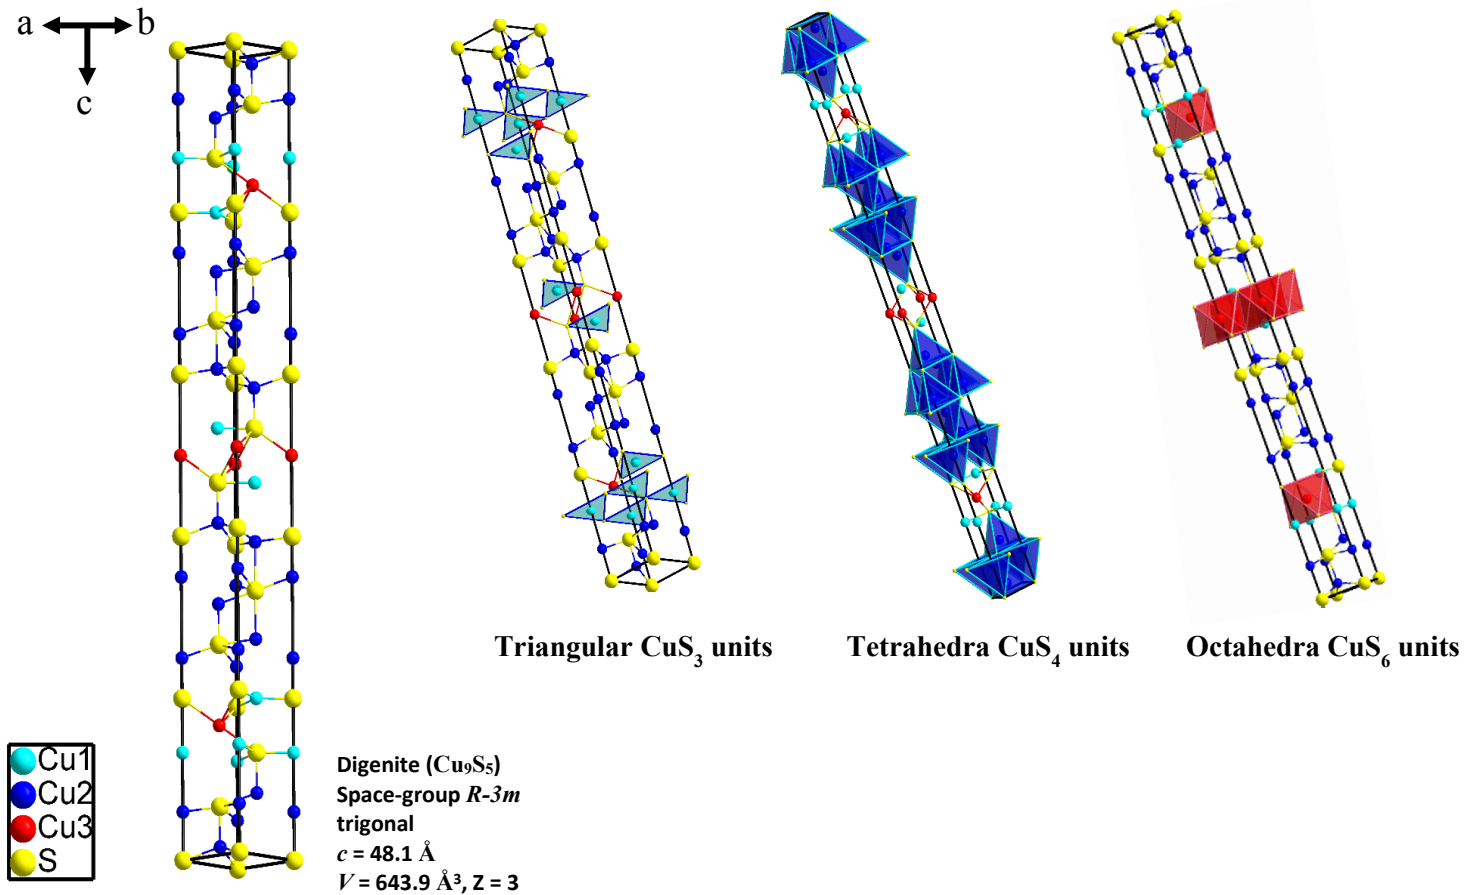 a b
c
Triangular CuS₃ units
Tetrahedra CuS₄ units
Octahedra CuS₆ units
Cu1
Cu2
Cu3
S
Digenite (Cu₉S₅)
Space-group R-3m
trigonal
c = 48.1 Å
V = 643.9 Å³, Z = 3